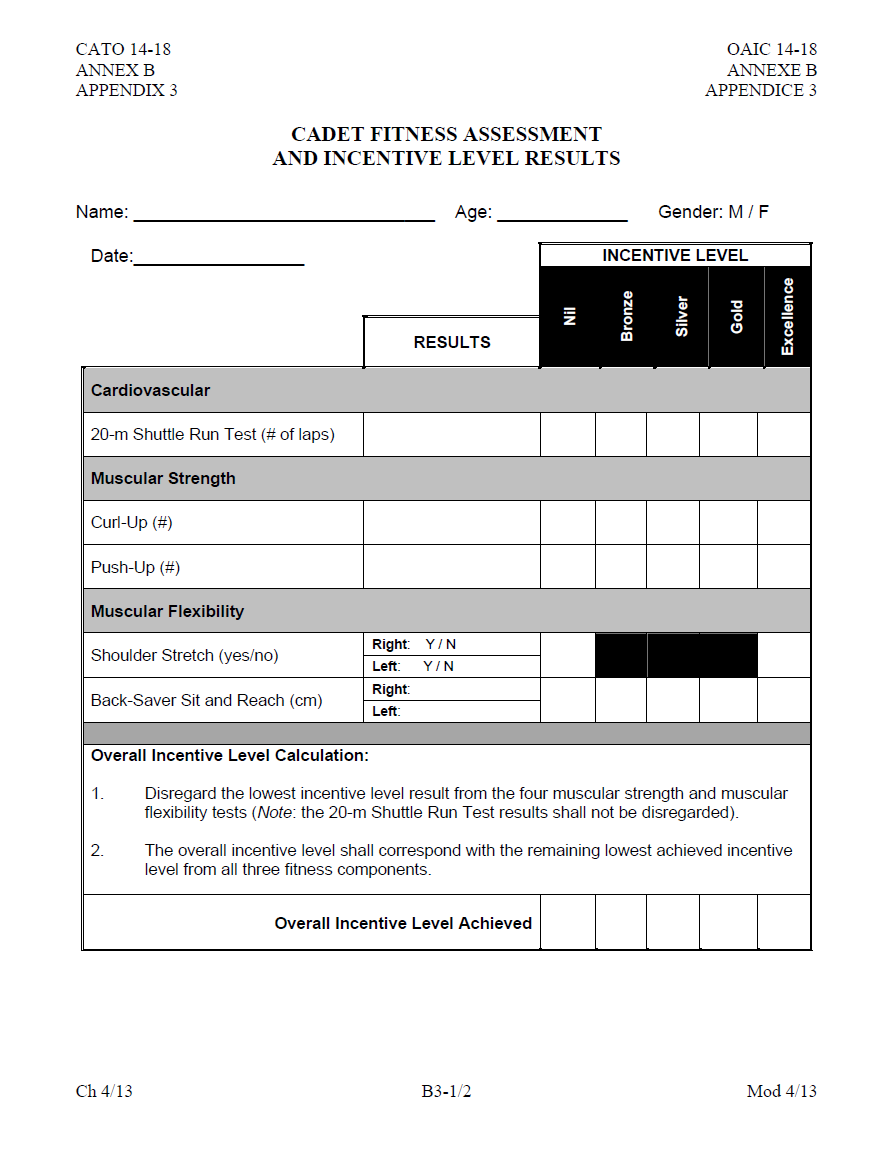 CATO 14-18
ANNEX B
APPENDIX 3
OAIC 14-18
ANNEXE B
APPENDICE 3
CADET FITNESS ASSESSMENT
AND INCENTIVE LEVEL RESULTS
Name: ______________________________ Age: _____________ Gender: M / F
Date:_________________
INCENTIVE LEVEL
RESULTS
Nil
Bronze
Silver
Gold
Excellence
Cardiovascular
20-m Shuttle Run Test (# of laps)
Muscular Strength
Curl-Up (#)
Push-Up (#)
Muscular Flexibility
Shoulder Stretch (yes/no)
Right: Y / N
Left: Y / N
Back-Saver Sit and Reach (cm)
Right:
Left:
Overall Incentive Level Calculation:
1. Disregard the lowest incentive level result from the four muscular strength and muscular
flexibility tests (Note: the 20-m Shuttle Run Test results shall not be disregarded).
2. The overall incentive level shall correspond with the remaining lowest achieved incentive
level from all three fitness components.
Overall Incentive Level Achieved
Ch 4/13 B3-1/2 Mod 4/13